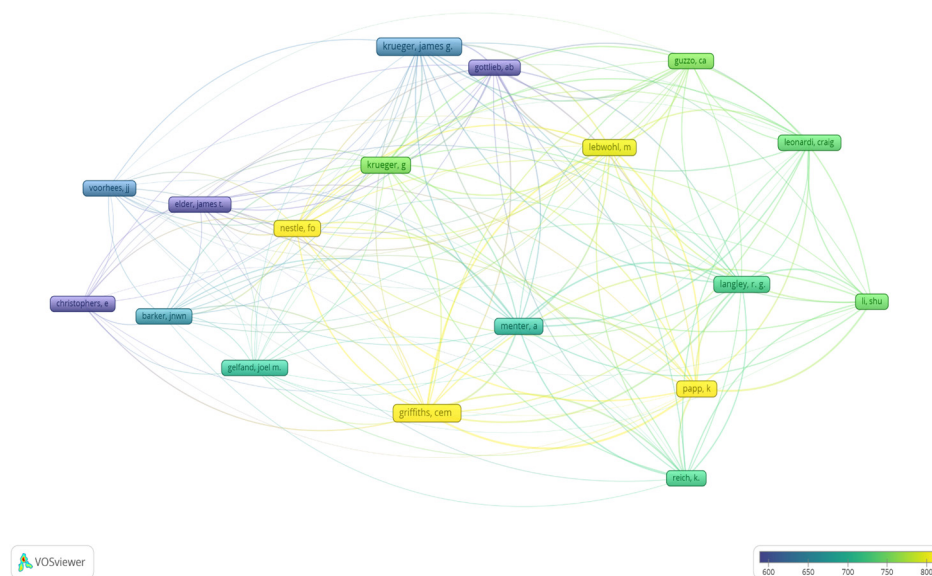 krueger, james g.
gottlieb, ab
guzzo, ca
leonardi, craig
lebwohl, m
krueger, g
voorhees, jj
elder, james t.
nestle, fo
langley, r. g.
li, shu
christophers, e
barker, jnwn
menter, a
gelfand, joel m.
papp, k
griffiths, cem
reich, k.
VOSviewer
600 650 700 750 800